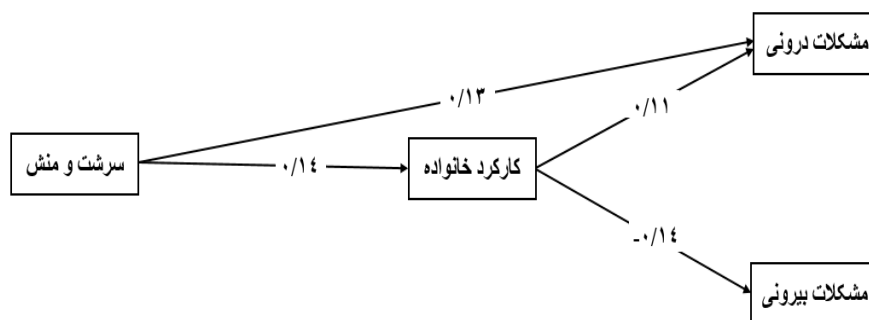 مشکلات درونی
۰/۱۳
۰/۱۱
سرشت و منش
۰/۱٤
کارکرد خانواده
-۰/۱٤
مشکلات بیرونی